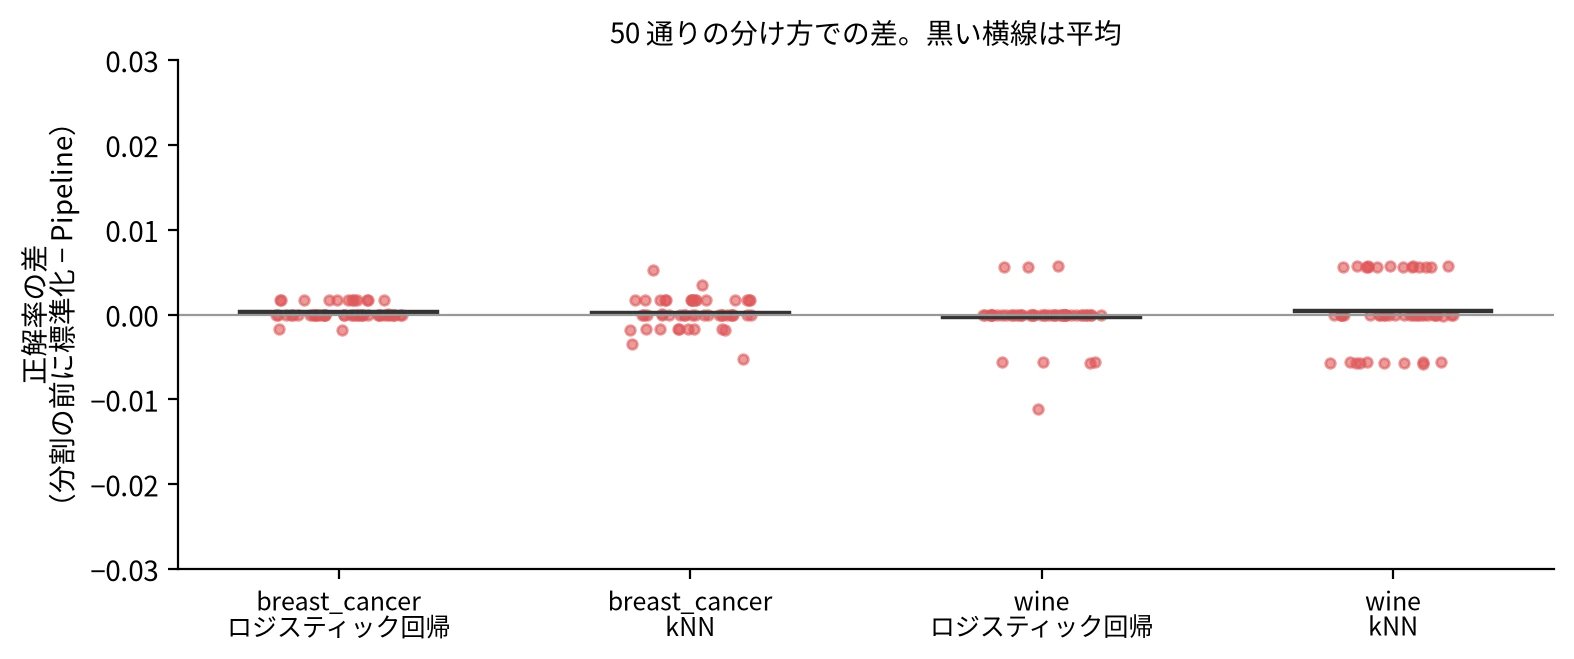 50 通りの分け方での差。黒い横線は平均
正解率の差
（分割の前に標準化 − Pipeline）
0.03
0.02
0.01
0.00
−0.01
−0.02
−0.03
breast_cancer
ロジスティック回帰
breast_cancer
kNN
wine
ロジスティック回帰
wine
kNN